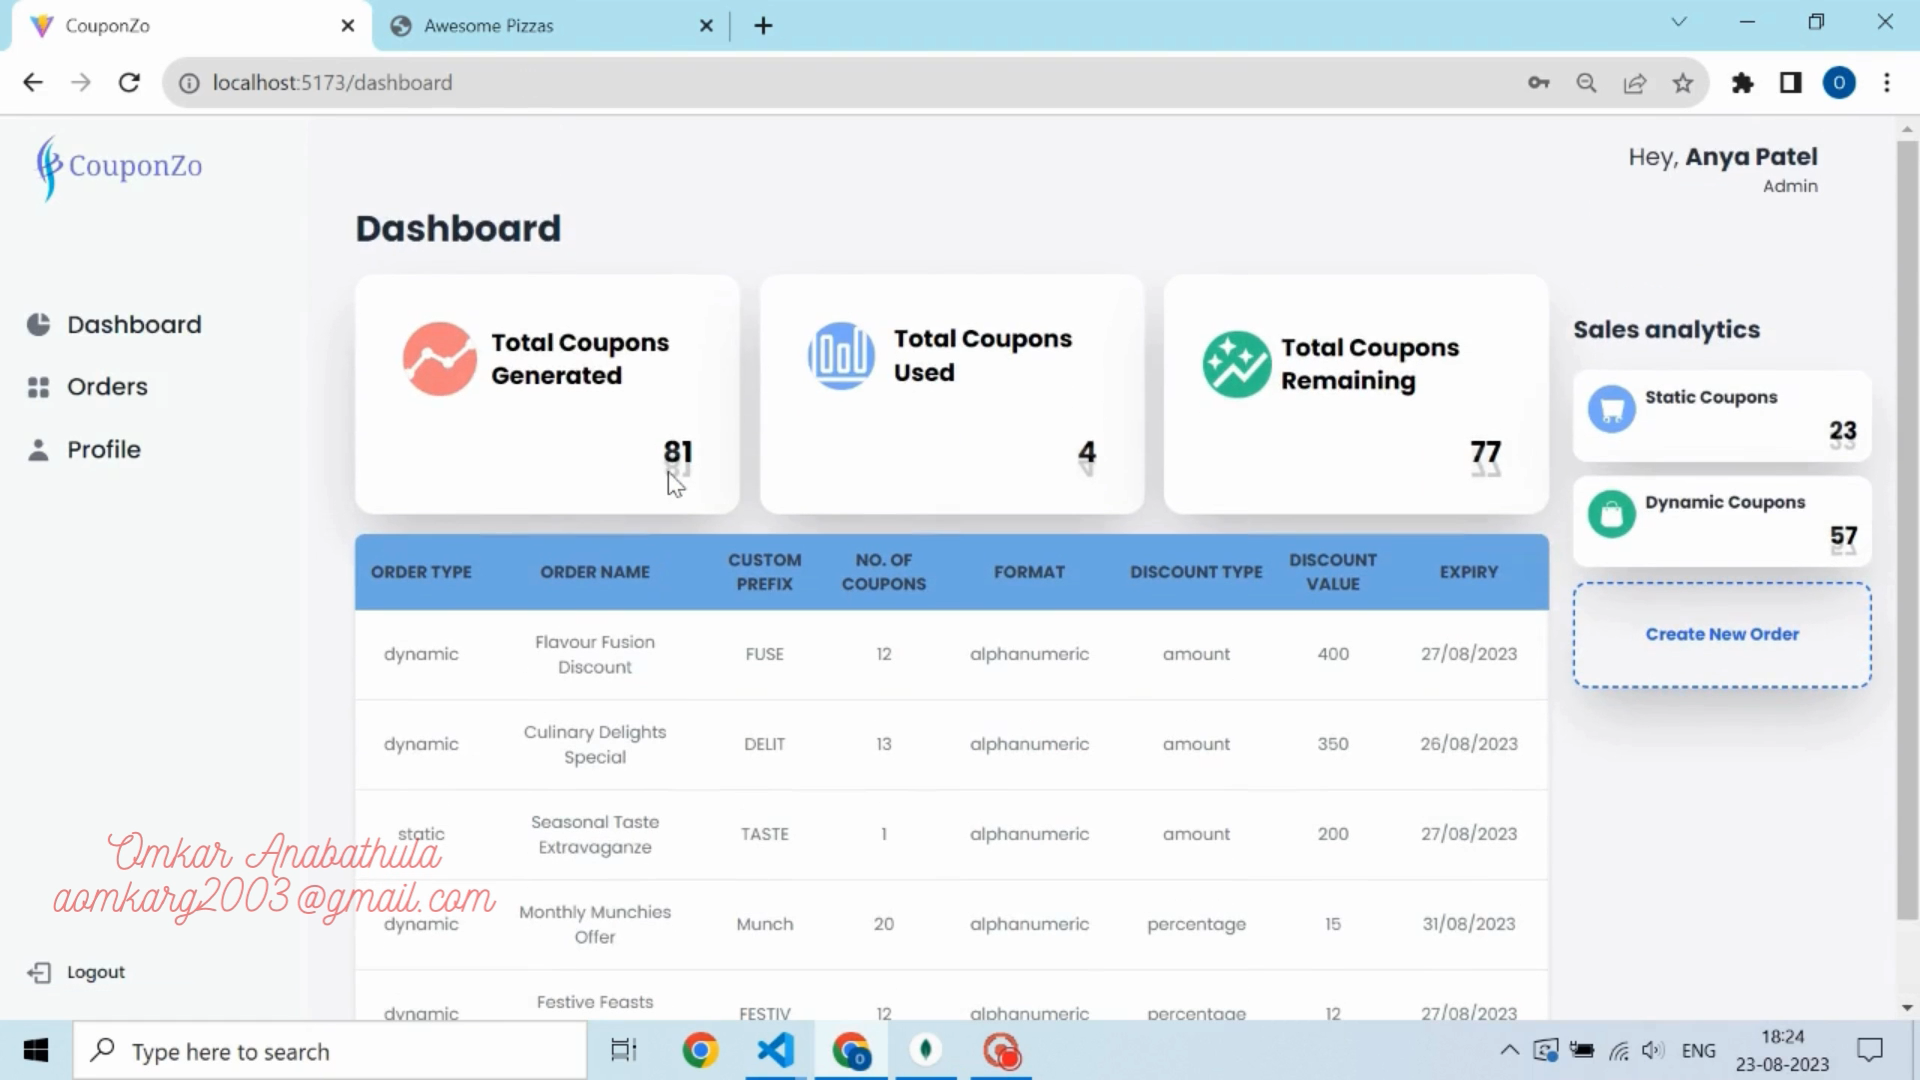 CouponZo
Awesome Pizzas
localhost:5173/dashboard
O
CouponZo
Hey, Anya Patel
Admin
Dashboard
Dashboard
Orders
Profile
Logout
Total Coupons
Generated
81
Total Coupons
Used
4
Total Coupons
Remaining
77
Sales analytics
Static Coupons
23
Dynamic Coupons
57
Create New Order
ORDER TYPE ORDER NAME CUSTOM PREFIX NO. OF COUPONS FORMAT DISCOUNT TYPE DISCOUNT VALUE EXPIRY
dynamic Flavour Fusion Discount FUSE 12 alphanumeric amount 400 27/08/2023
dynamic Culinary Delights Special DELIT 13 alphanumeric amount 350 26/08/2023
static Seasonal Taste Extravaganze TASTE 1 alphanumeric amount 200 27/08/2023
dynamic Monthly Munchies Offer Munch 20 alphanumeric percentage 15 31/08/2023
dynamic Festive Feasts FESTIV 12 alphanumeric percentage 12 27/08/2023
Omkar Anabathula
aomkarg2003@gmail.com
Type here to search
ENG
18:24
23-08-2023